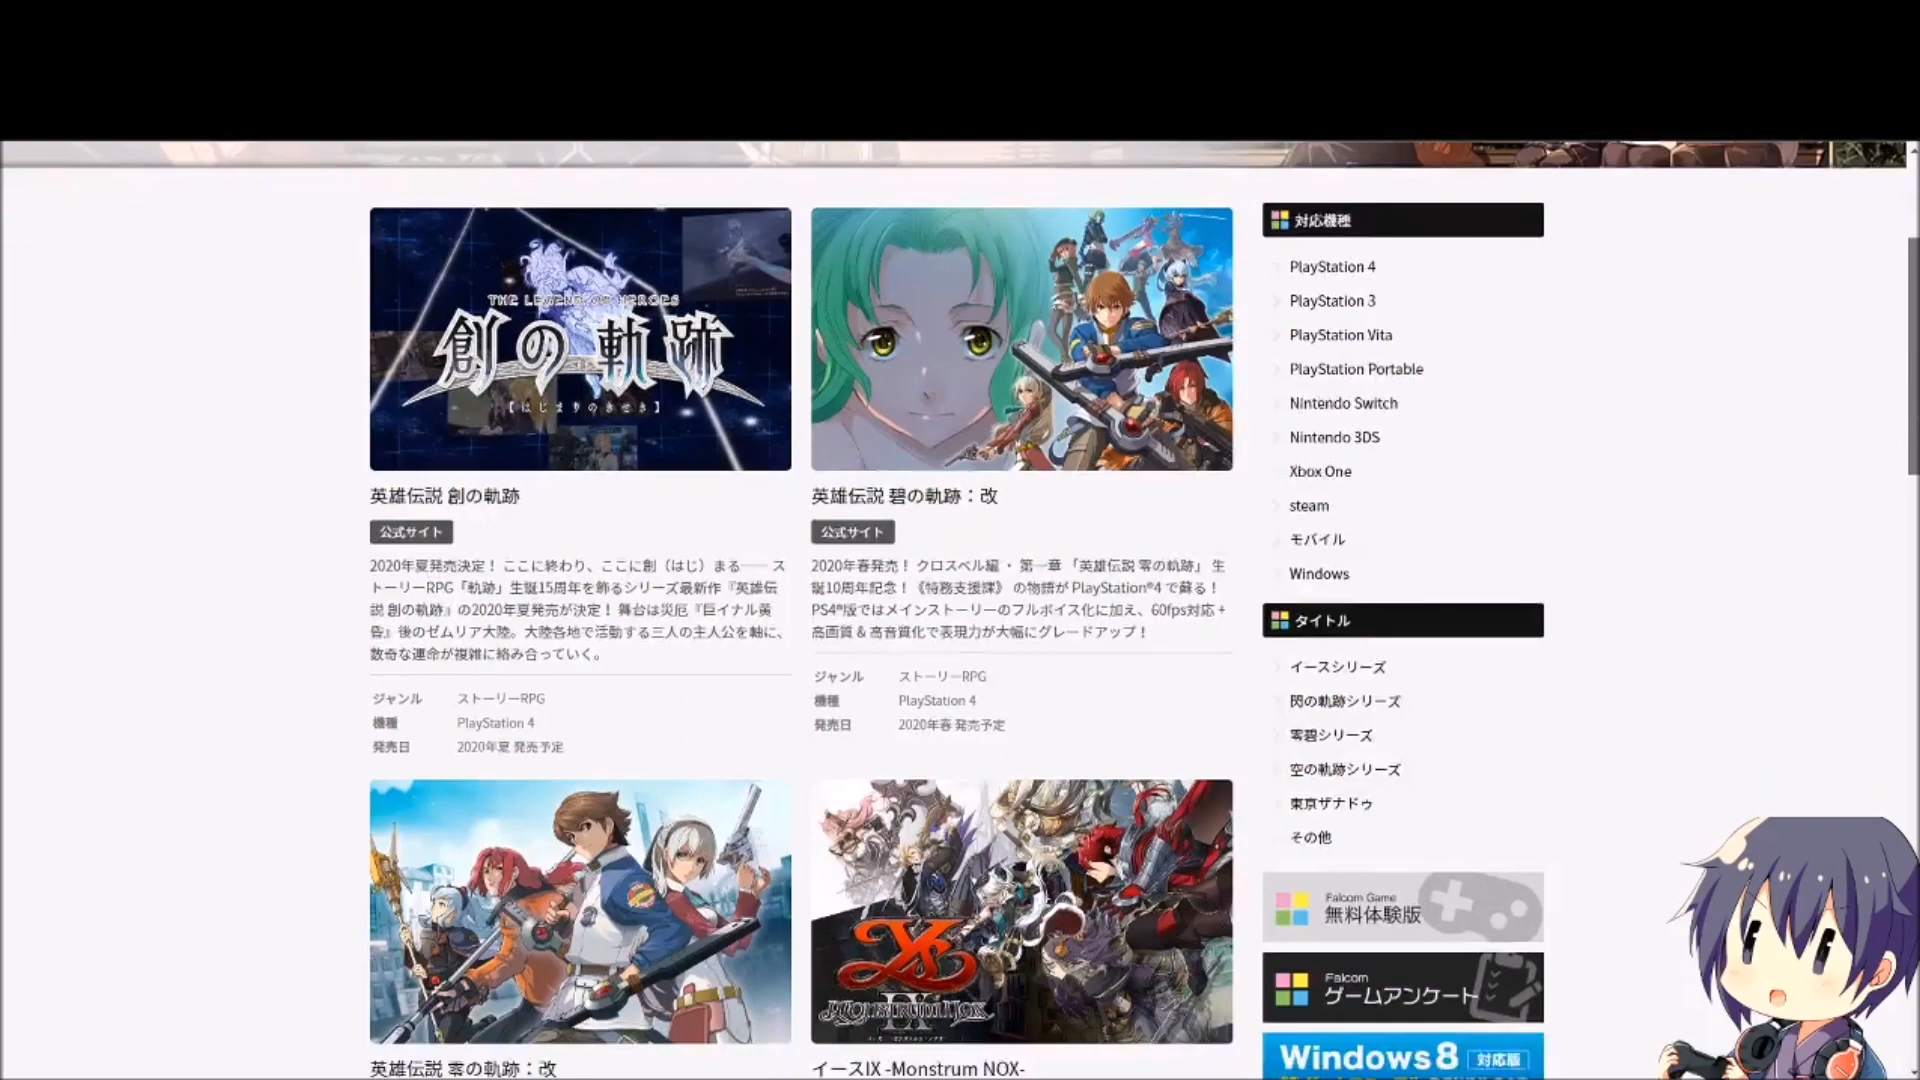 THE LEGEND OF HEROES
創の軌跡
【はじまりのきせき】
英雄伝説 創の軌跡
公式サイト
2020年夏発売決定！ ここに終わり、ここに創（はじ）まる―― ス
トーリーRPG「軌跡」生誕15周年を飾るシリーズ最新作『英雄伝
説 創の軌跡』の2020年夏発売が決定！ 舞台は災厄『巨イナル黄
昏』後のゼムリア大陸。大陸各地で活動する三人の主人公を軸に、
数奇な運命が複雑に絡み合っていく。
ジャンル ストーリーRPG
機種 PlayStation 4
発売日 2020年夏 発売予定
英雄伝説 碧の軌跡：改
公式サイト
2020年春発売！ クロスベル編・ 第一章 「英雄伝説 零の軌跡」 生
誕10周年記念！《特務支援課》 の物語が PlayStation®4 で蘇る！
PS4®版ではメインストーリーのフルボイス化に加え、60fps対応 +
高画質 & 高音質化で表現力が大幅にグレードアップ！
ジャンル ストーリーRPG
機種 PlayStation 4
発売日 2020年春 発売予定
英雄伝説 零の軌跡：改
Ys
IX
MONSTRUM NOX
イースIX -Monstrum NOX-
対応機種
PlayStation 4
PlayStation 3
PlayStation Vita
PlayStation Portable
Nintendo Switch
Nintendo 3DS
Xbox One
steam
モバイル
Windows
タイトル
イースシリーズ
閃の軌跡シリーズ
零碧シリーズ
空の軌跡シリーズ
東亰ザナドゥ
その他
Falcom Game
無料体験版
Falcom
ゲームアンケート
Windows8 対応版